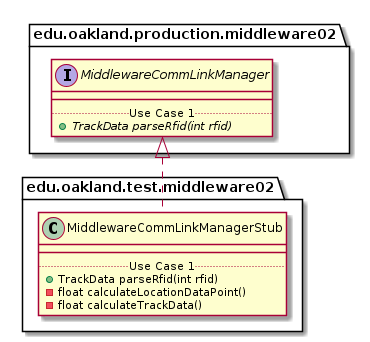 edu.oakland.production.middleware02
I MiddlewareCommLinkManager
Use Case 1
TrackData parseRfid(int rfid)
edu.oakland.test.middleware02
C MiddlewareCommLinkManagerStub
Use Case 1
TrackData parseRfid(int rfid)
float calculateLocationDataPoint()
float calculateTrackData()